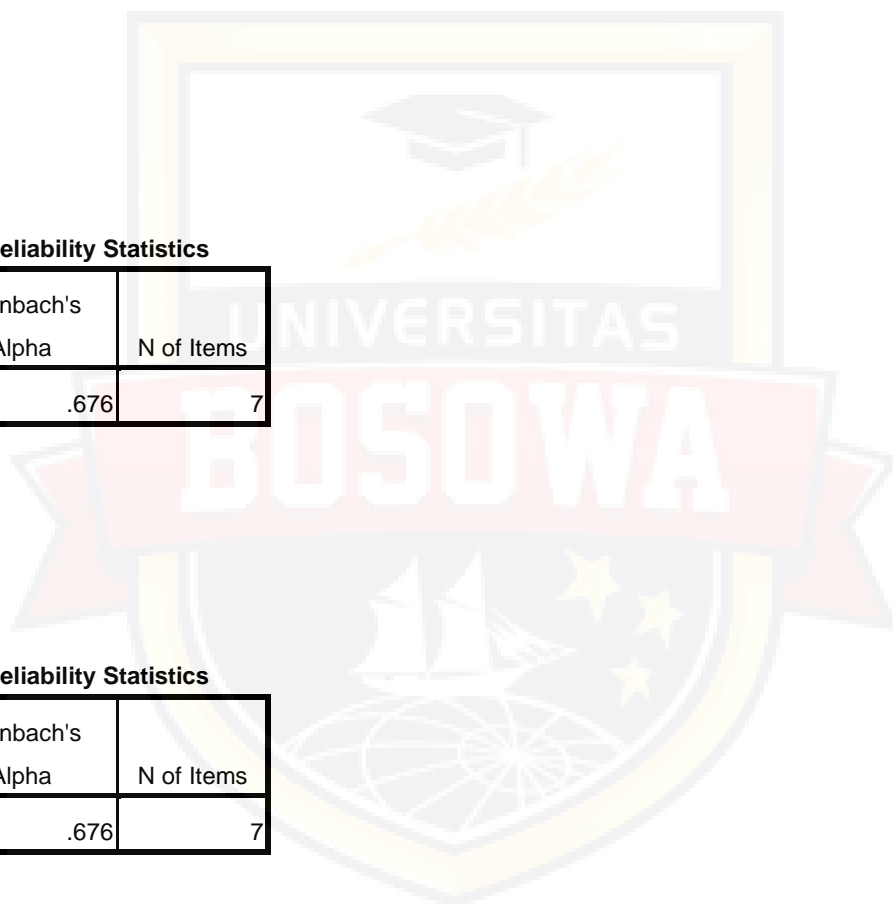 eliability Statistics
nbach's
Alpha N of Items
.676 7
UNIVERSITAS
BOSOWA
eliability Statistics
nbach's
Alpha N of Items
.676 7